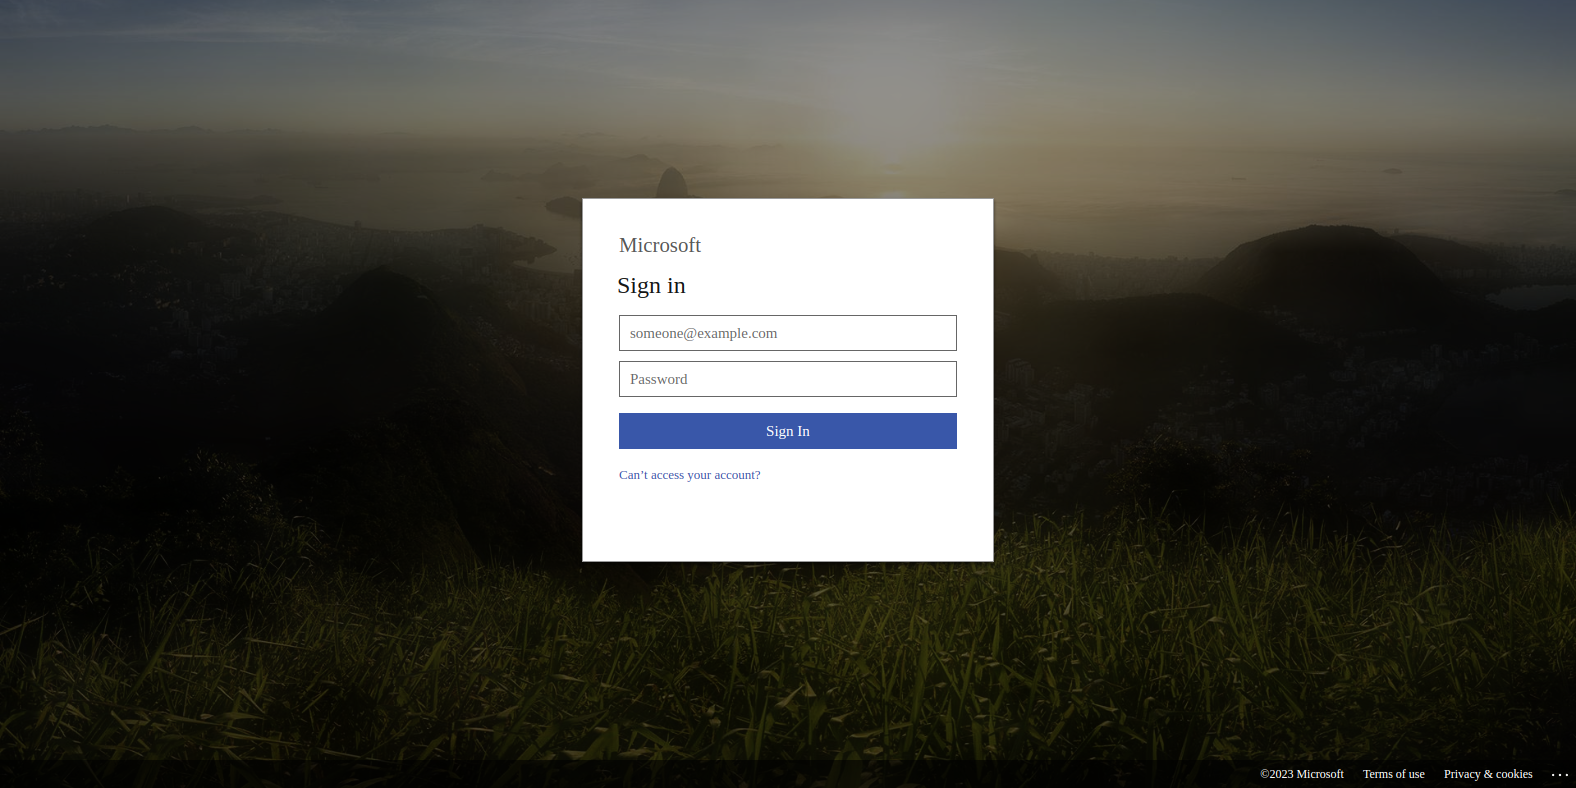 Microsoft
Sign in
someone@example.com
Password
Sign In
Can’t access your account?
©2023 Microsoft Terms of use Privacy & cookies ...